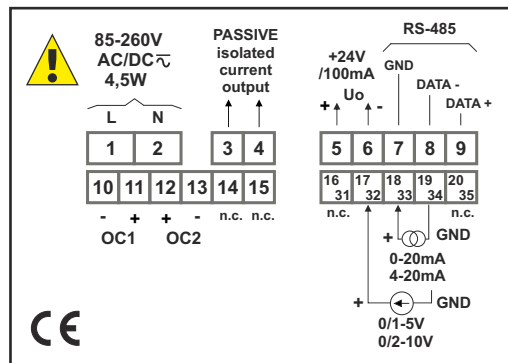 85-260V
AC/DC
4,5W
L N
PASSIVE
isolated
current
output
+24V
/100mA
Uo
+ -
RS-485
GND
DATA -
DATA +
1 2 3 4 5 6 7 8 9
10 11 12 13 14 15
16 31 17 32 18 33 19 34 20 35
- + + - n.c. n.c.
OC1 OC2
n.c. n.c.
+ GND
0-20mA
4-20mA
+ GND
0/1-5V
0/2-10V
CE